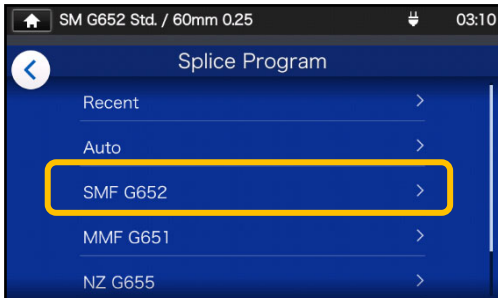 SM G652 Std. / 60mm 0.25 03:10
Splice Program
Recent
Auto
SMF G652
MMF G651
NZ G655